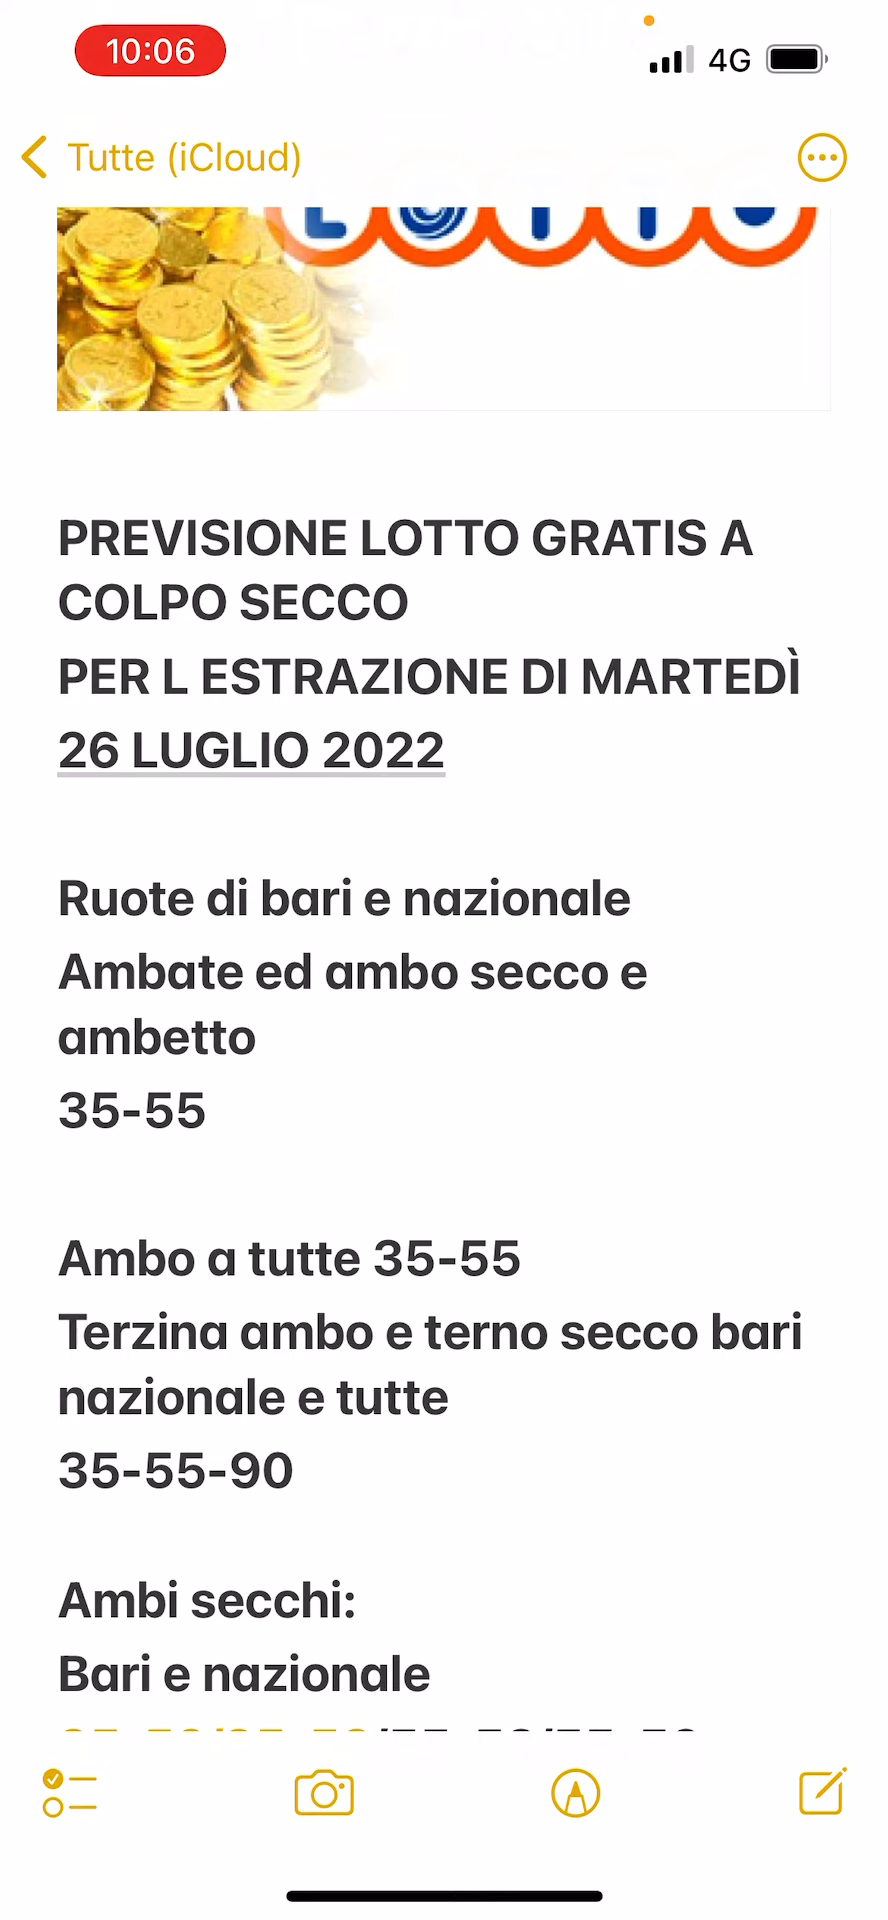 10:06
4G
Tutte (iCloud)
LOTTO
PREVISIONE LOTTO GRATIS A
COLPO SECCO
PER L ESTRAZIONE DI MARTEDÌ
26 LUGLIO 2022
Ruote di bari e nazionale
Ambate ed ambo secco e
ambetto
35-55
Ambo a tutte 35-55
Terzina ambo e terno secco bari
nazionale e tutte
35-55-90
Ambi secchi:
Bari e nazionale